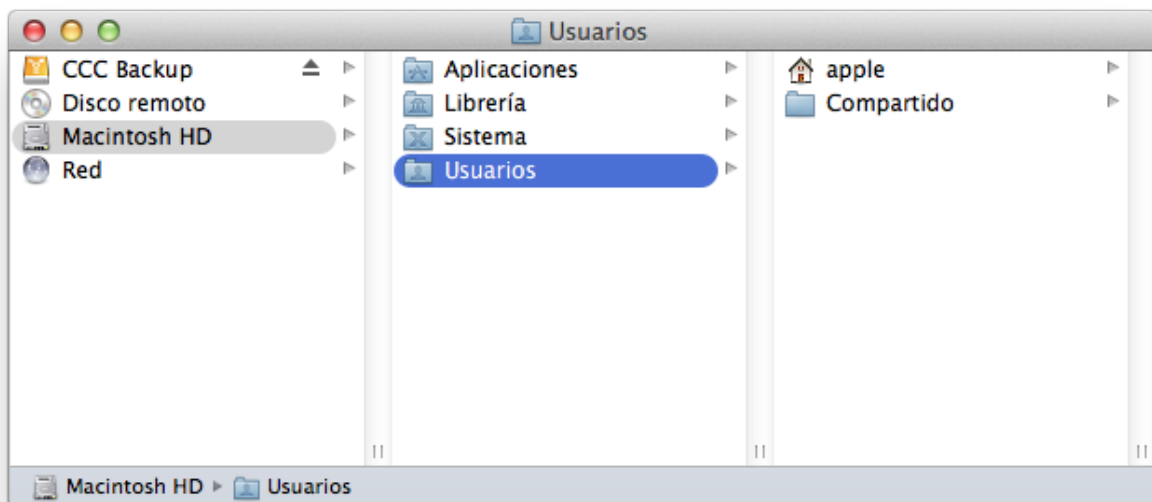 Usuarios
CCC Backup
Disco remoto
Macintosh HD
Red
Aplicaciones
Librería
Sistema
Usuarios
apple
Compartido
Macintosh HD Usuarios